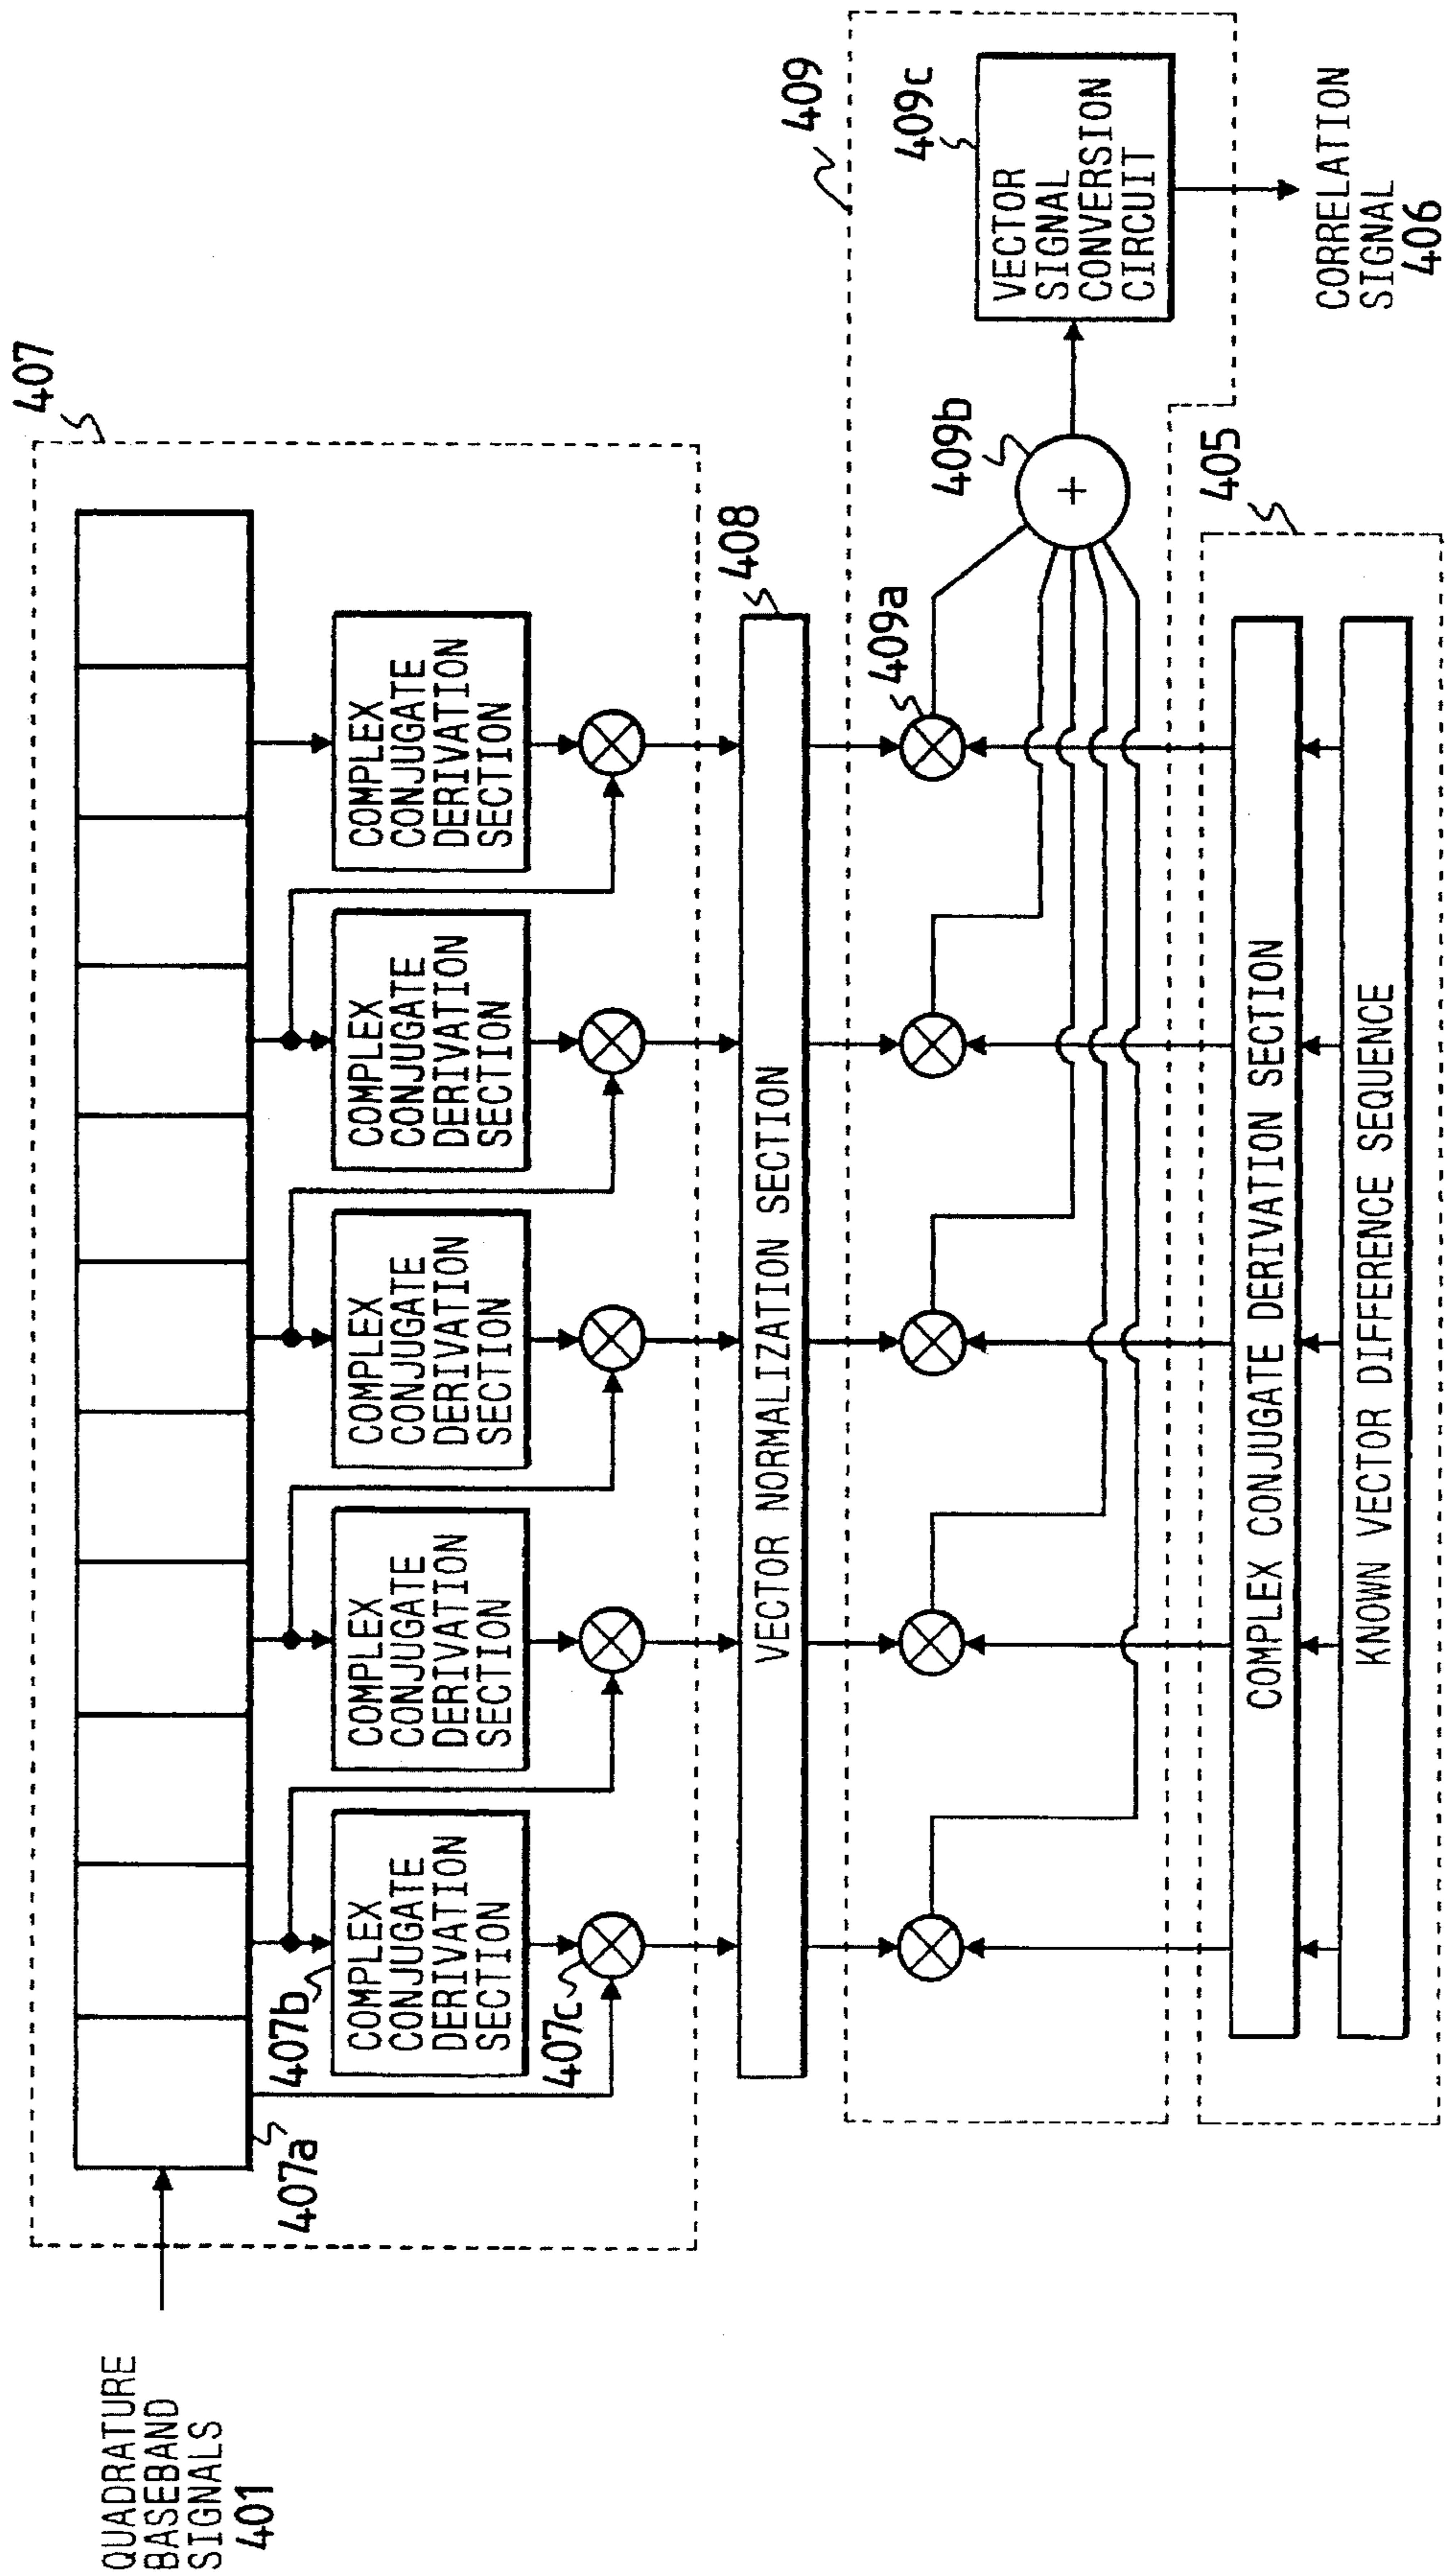 QUADRATURE
BASEBAND
SIGNALS
401
407
407a
407b
COMPLEX
CONJUGATE
DERIVATION
SECTION
COMPLEX
CONJUGATE
DERIVATION
SECTION
COMPLEX
CONJUGATE
DERIVATION
SECTION
COMPLEX
CONJUGATE
DERIVATION
SECTION
COMPLEX
CONJUGATE
DERIVATION
SECTION
407c
408
VECTOR NORMALIZATION SECTION
409
409a
409b
+
409c
VECTOR
SIGNAL
CONVERSION
CIRCUIT
CORRELATION
SIGNAL
406
405
COMPLEX CONJUGATE DERIVATION SECTION
KNOWN VECTOR DIFFERENCE SEQUENCE